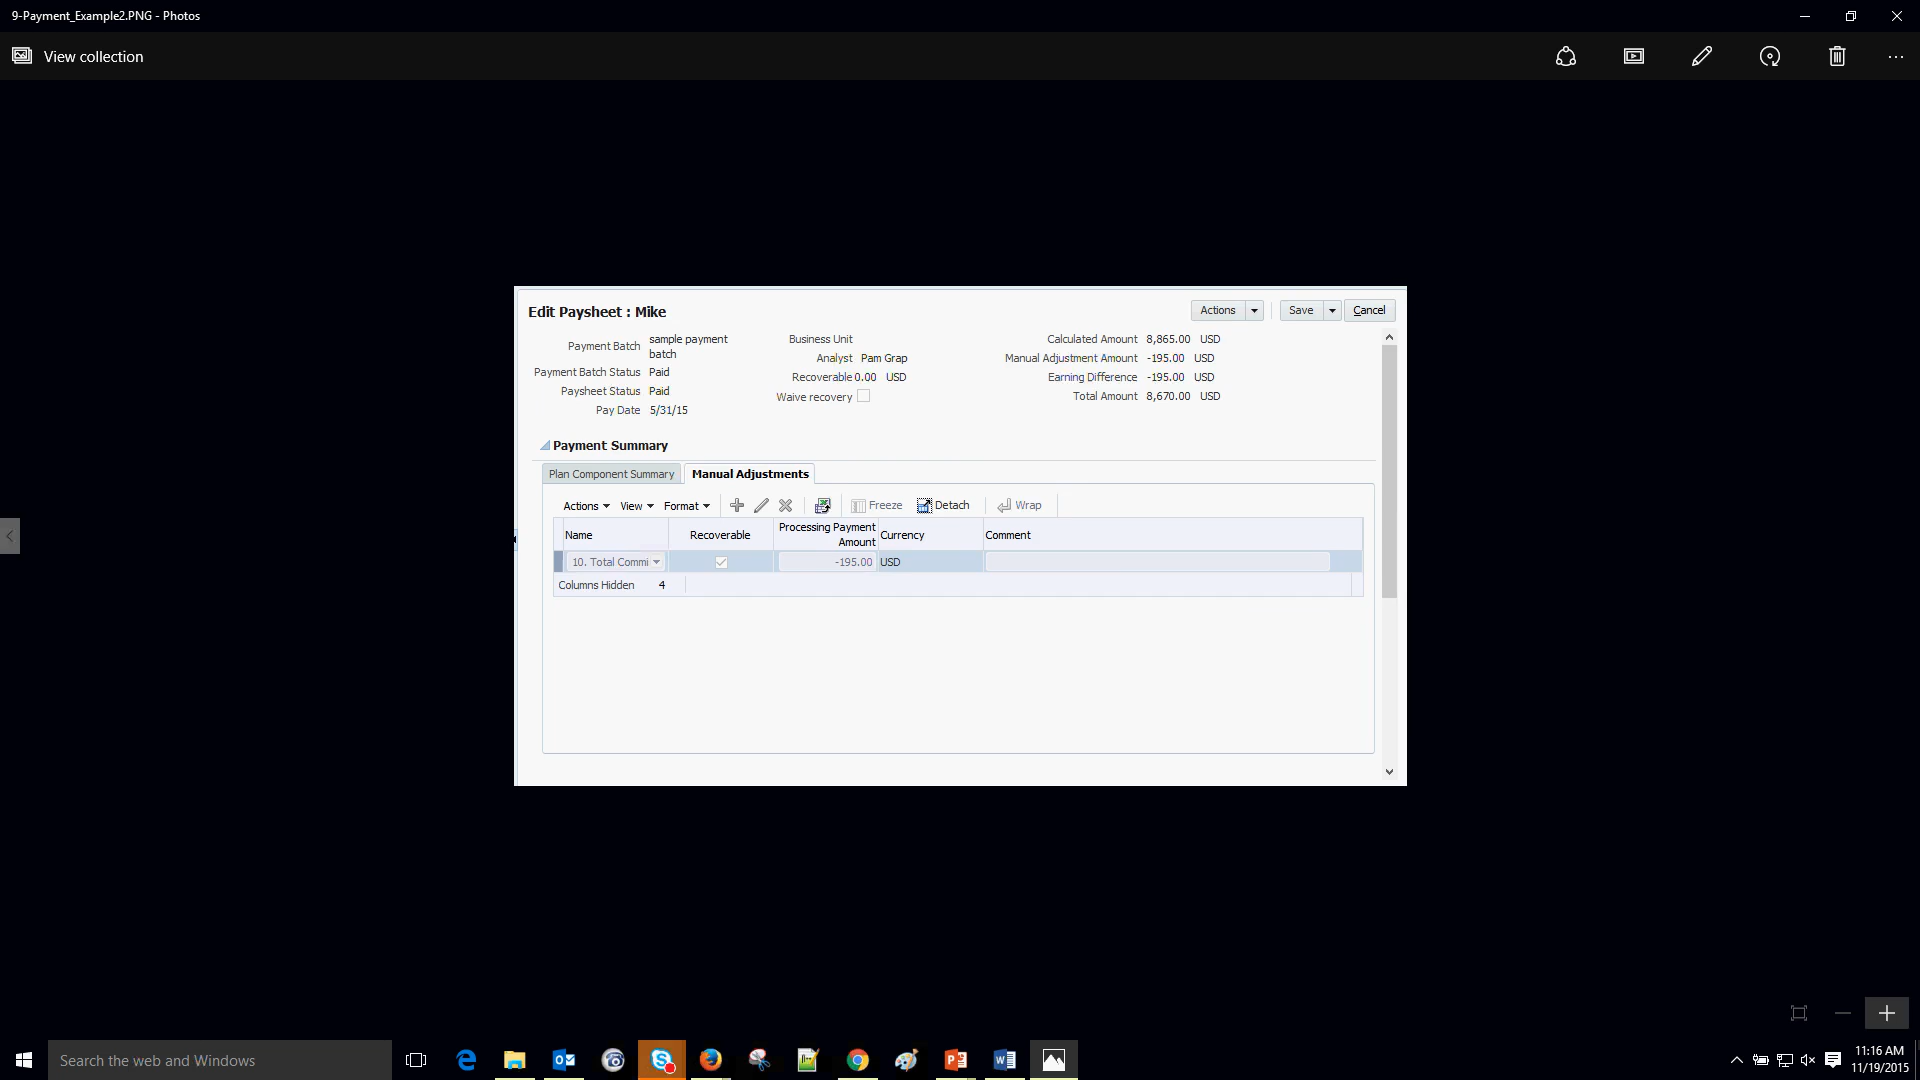 9-Payment_Example2.PNG - Photos
View collection
Edit Paysheet : Mike
Actions
Save
Cancel
Payment Batch sample payment
batch
Payment Batch Status Paid
Paysheet Status Paid
Pay Date 5/31/15
Business Unit
Analyst Pam Grap
Recoverable 0.00 USD
Waive recovery
Calculated Amount 8,865.00 USD
Manual Adjustment Amount -195.00 USD
Earning Difference -195.00 USD
Total Amount 8,670.00 USD
Payment Summary
Plan Component Summary Manual Adjustments
Actions View Format Freeze Detach Wrap
Name Recoverable Processing Payment
Amount Currency Comment
10. Total Commi -195.00 USD
Columns Hidden 4
Search the web and Windows
11:16 AM
11/19/2015